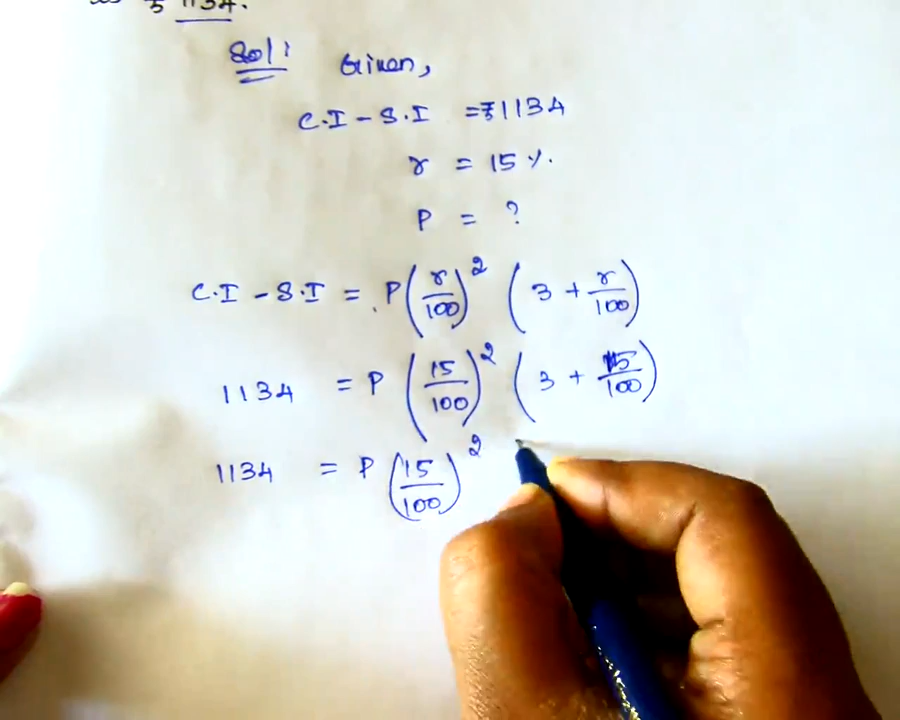 ₹ 1134.
Sol:
Given,
C.I - S.I = ₹1134
r = 15 %.
P = ?
C.I - S.I = P(r/100)² (3 + r/100)
1134 = P(15/100)² (3 + 15/100)
1134 = P(15/100)²